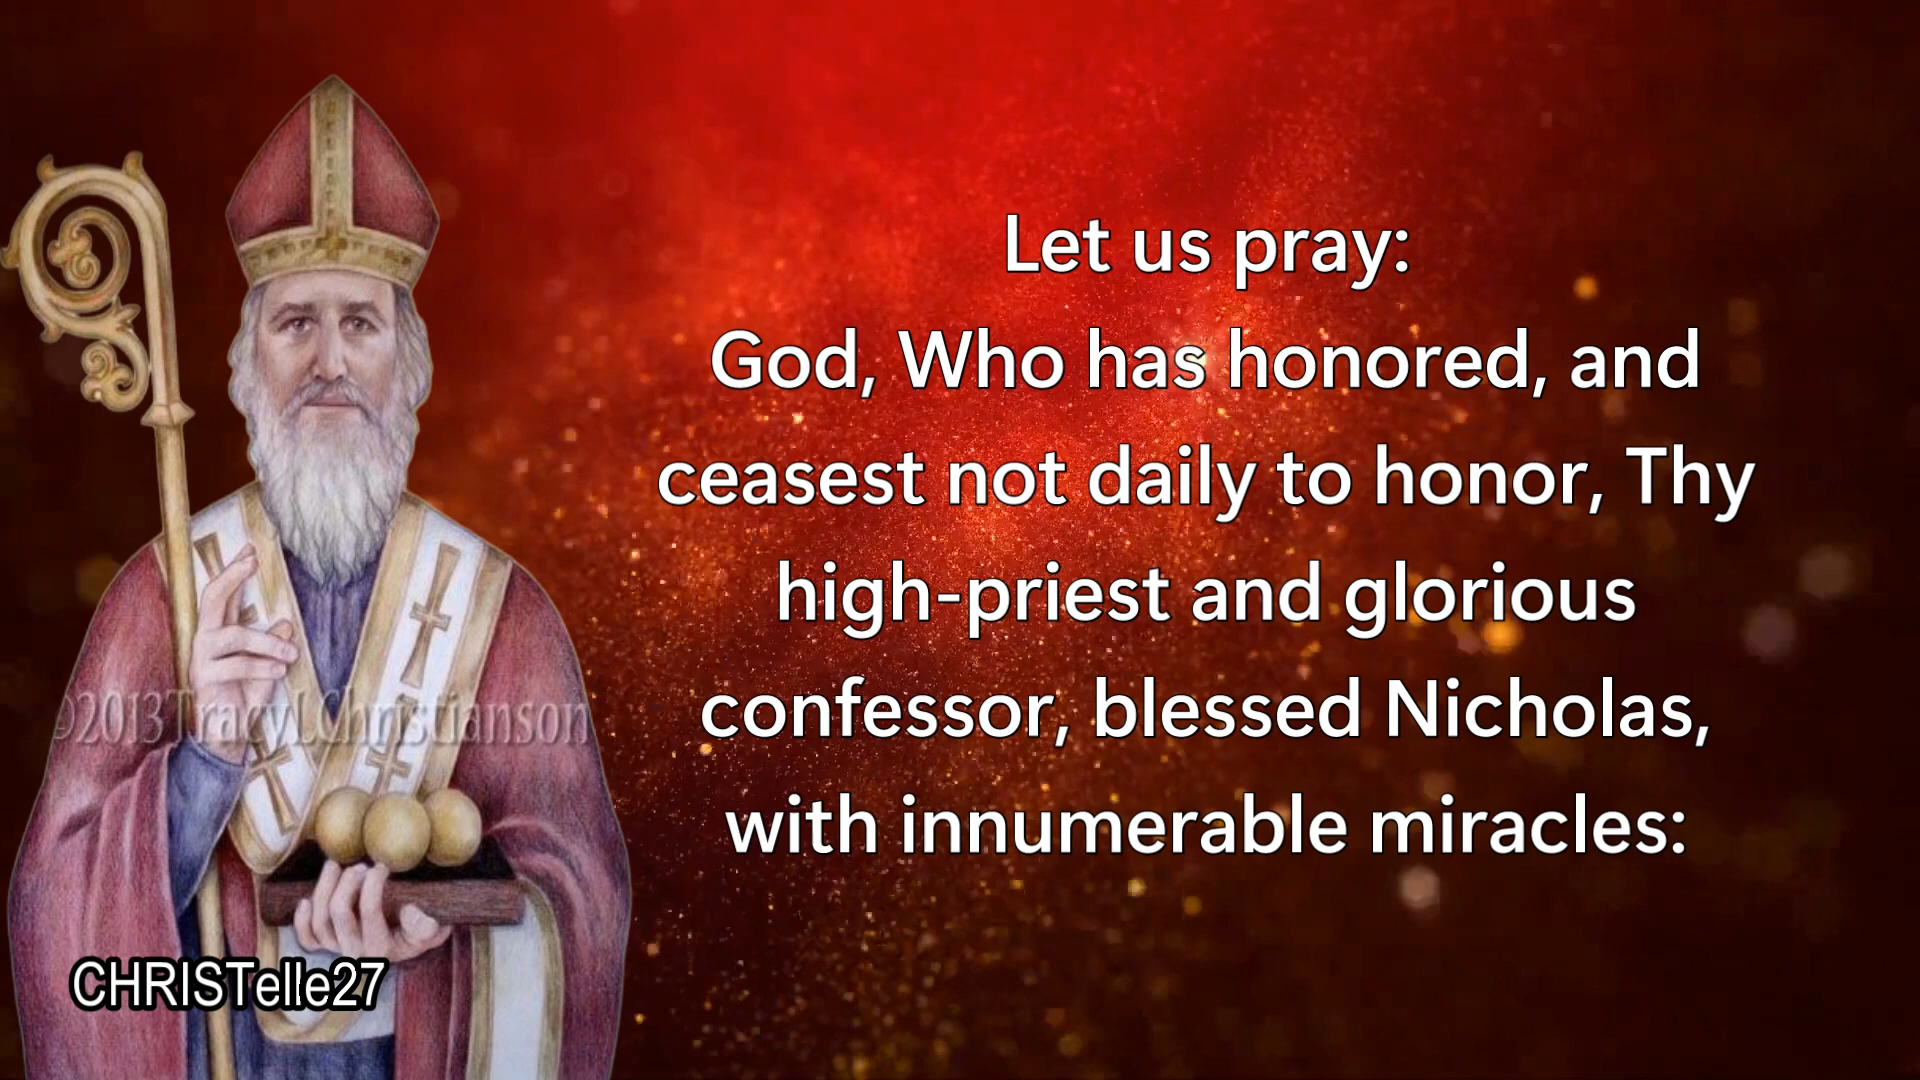 Let us pray:
God, Who has honored, and
ceasest not daily to honor, Thy
high-priest and glorious
confessor, blessed Nicholas,
with innumerable miracles:
©2013TracyLChristianson
CHRISTelle27